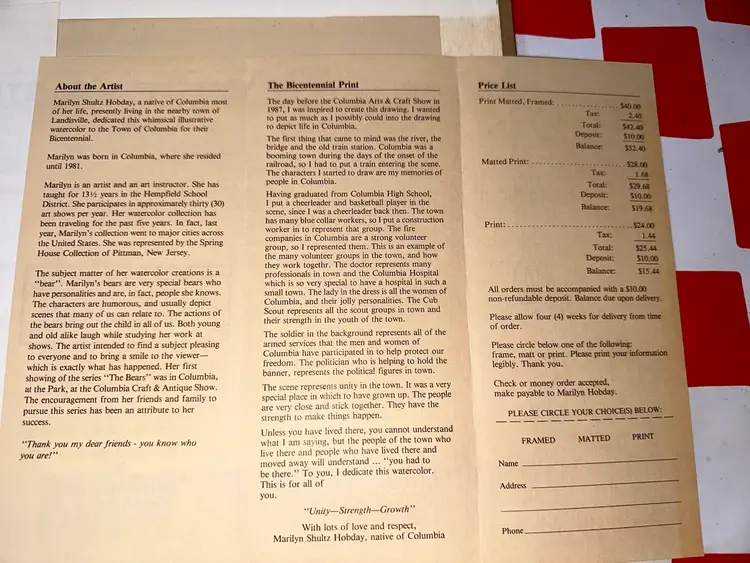 About the Artist
Marilyn Shultz Hobday, a native of Columbia most
of her life, presently living in the nearby town of
Landisville, dedicated this whimsical illustrative
watercolor to the Town of Columbia for their
Bicentennial.
Marilyn was born in Columbia, where she resided
until 1981.
Marilyn is an artist and an art instructor. She has
taught for 13½ years in the Hempfield School
District. She participates in approximately thirty (30)
art shows per year. Her watercolor collection has
been traveling for the past five years. In fact, last
year, Marilyn's collection went to major cities across
the United States. She was represented by the Spring
House Collection of Pittman, New Jersey.
The subject matter of her watercolor creations is a
"bear". Marilyn's bears are very special bears who
have personalities and are, in fact, people she knows.
The characters are humorous, and usually depict
scenes that many of us can relate to. The actions of
the bears bring out the child in all of us. Both young
and old alike laugh while studying her work at
shows. The artist intended to find a subject pleasing
to everyone and to bring a smile to the viewer—
which is exactly what has happened. Her first
showing of the series "The Bears" was in Columbia,
at the Park, at the Columbia Craft & Antique Show.
The encouragement from her friends and family to
pursue this series has been an attribute to her
success.
"Thank you my dear friends - you know who
you are!"
The Bicentennial Print
The day before the Columbia Arts & Craft Show in
1987, I was inspired to create this drawing. I wanted
to put as much as I possibly could into the drawing
to depict life in Columbia.
The first thing that came to mind was the river, the
bridge and the old train station. Columbia was a
booming town during the days of the onset of the
railroad, so I had to put a train entering the scene.
The characters I started to draw are my memories of
people in Columbia.
Having graduated from Columbia High School,
I put a cheerleader and basketball player in the
scene, since I was a cheerleader back then. The town
has many blue collar workers, so I put a construction
worker in to represent that group. The fire
companies in Columbia are a strong volunteer
group, so I represented them. This is an example of
the many volunteer groups in the town, and how
they work togethr. The doctor represents many
professionals in town and the Columbia Hospital
which is so very special to have a hospital in such a
small town. The lady in the dress is all the women of
Columbia, and their jolly personalities. The Cub
Scout represents all the scout groups in town and
their strength in the youth of the town.
The soldier in the background represents all of the
armed services that the men and women of
Columbia have participated in to help protect our
freedom. The politician who is helping to hold the
banner, represents the political figures in town.
The scene represents unity in the town. It was a very
special place in which to have grown up. The people
are very close and stick together. They have the
strength to make things happen.
Unless you have lived there, you cannot understand
what I am saying, but the people of the town who
live there and people who have lived there and
moved away will understand ... "you had to
be there." To you, I dedicate this watercolor.
This is for all of
you.
"Unity—Strength—Growth"
With lots of love and respect,
Marilyn Shultz Hobday, native of Columbia
Price List
Print Matted, Framed: .................. $40.00
Tax: 2.40
Total: $42.40
Deposit: $10.00
Balance: $32.40
Matted Print: .................. $28.00
Tax: 1.68
Total: $29.68
Deposit: $10.00
Balance: $19.68
Print: .................. $24.00
Tax: 1.44
Total: $25.44
Deposit: $10.00
Balance: $15.44
All orders must be accompanied with a $10.00
non-refundable deposit. Balance due upon delivery.
Please allow four (4) weeks for delivery from time
of order.
Please circle below one of the following:
frame, matt or print. Please print your information
legibly. Thank you.
Check or money order accepted,
make payable to Marilyn Hobday.
PLEASE CIRCLE YOUR CHOICE(S) BELOW:
FRAMED MATTED PRINT
Name
Address
Phone